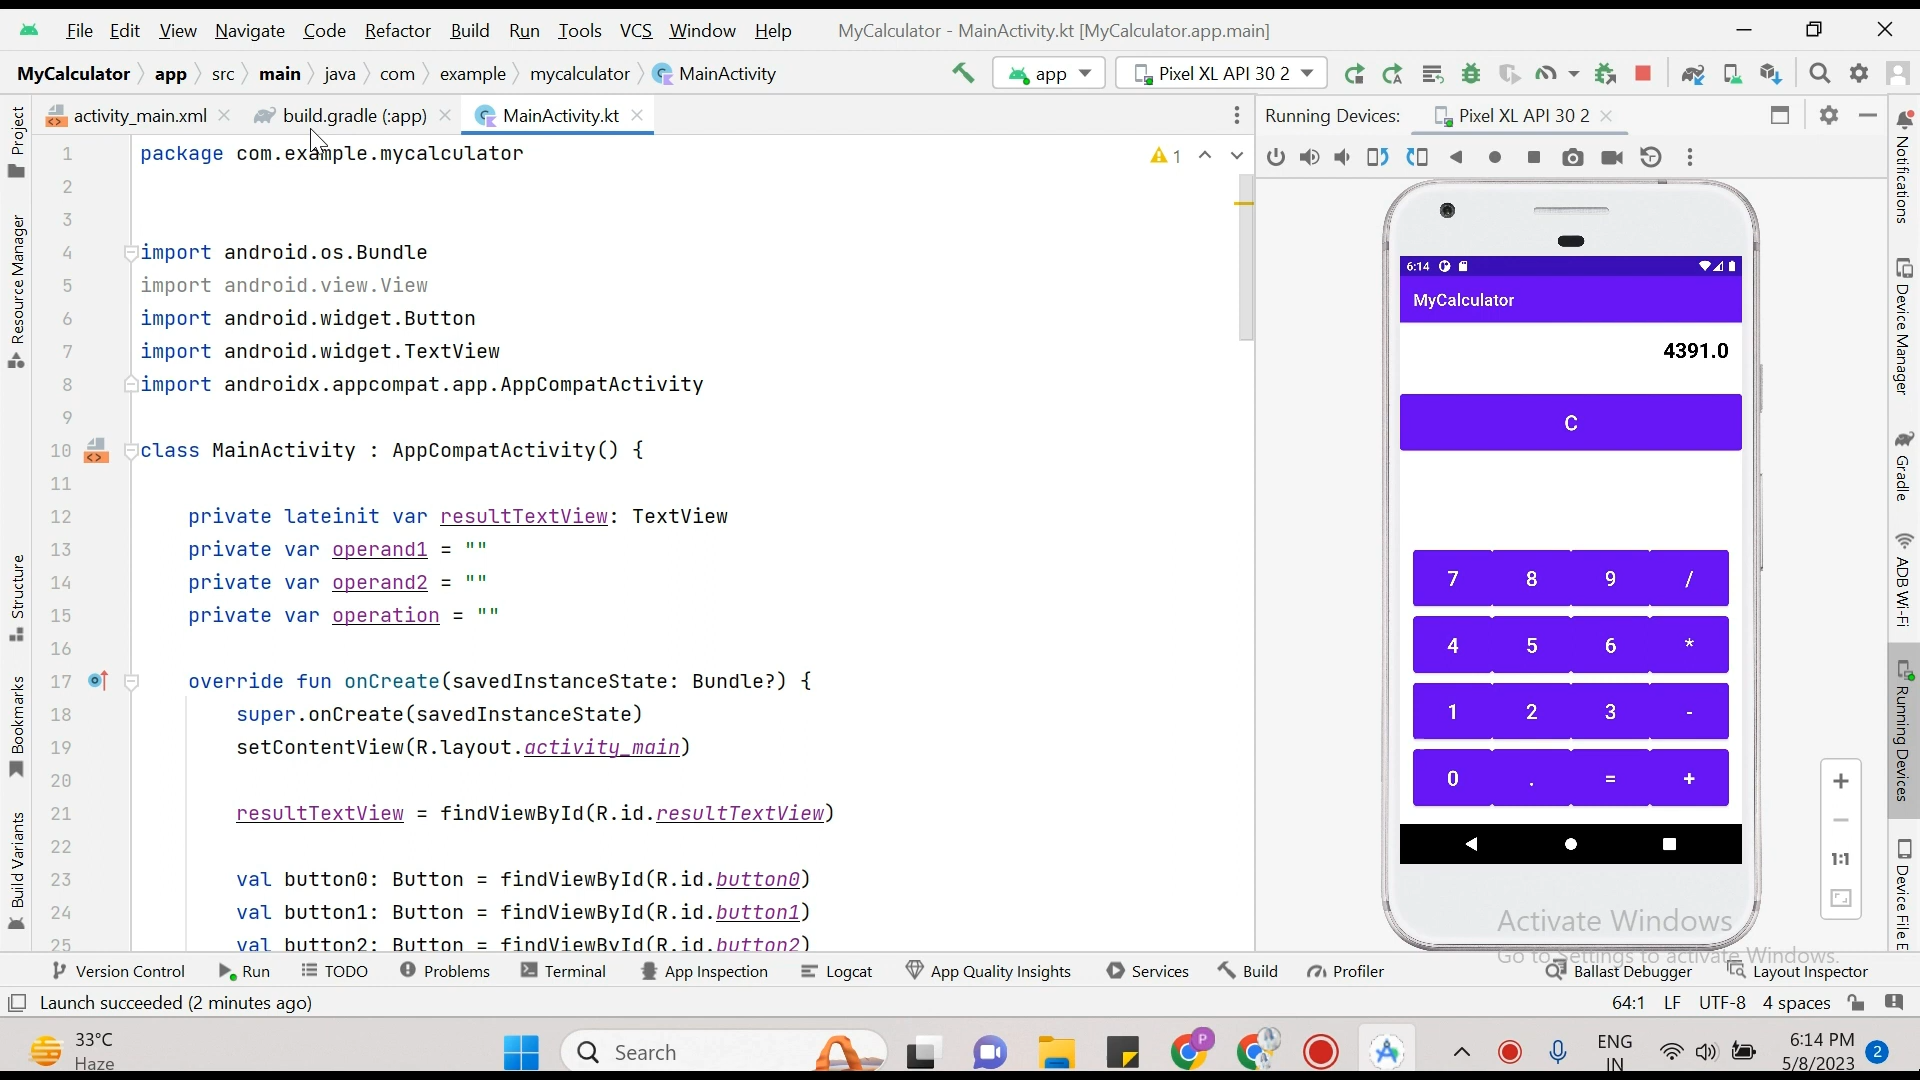 File Edit View Navigate Code Refactor Build Run Tools VCS Window Help MyCalculator - MainActivity.kt [MyCalculator.app.main]
MyCalculator app src main java com example mycalculator MainActivity app Pixel XL API 30 2
activity_main.xml build.gradle (:app) MainActivity.kt Running Devices: Pixel XL API 30 2
1 package com.example.mycalculator 1
2
3
4 import android.os.Bundle
5 import android.view.View
6 import android.widget.Button
7 import android.widget.TextView
8 import androidx.appcompat.app.AppCompatActivity
9
10 class MainActivity : AppCompatActivity() {
11
12 private lateinit var resultTextView: TextView
13 private var operand1 = ""
14 private var operand2 = ""
15 private var operation = ""
16
17 override fun onCreate(savedInstanceState: Bundle?) {
18 super.onCreate(savedInstanceState)
19 setContentView(R.layout.activity_main)
20
21 resultTextView = findViewById(R.id.resultTextView)
22
23 val button0: Button = findViewById(R.id.button0)
24 val button1: Button = findViewById(R.id.button1)
25 val button2: Button = findViewById(R.id.button2)
Project
Resource Manager
Structure
Bookmarks
Build Variants
6:14
MyCalculator
4391.0
C
7 8 9 /
4 5 6 *
1 2 3 -
0 . = +
1:1
Notifications
Device Manager
Gradle
ADB Wi-Fi
Running Devices
Device File E
Activate Windows
Go to Settings to activate Windows.
Version Control Run TODO Problems Terminal App Inspection Logcat App Quality Insights Services Build Profiler Ballast Debugger Layout Inspector
Launch succeeded (2 minutes ago) 64:1 LF UTF-8 4 spaces
33°C
Haze
Search
P
ENG
IN
6:14 PM
5/8/2023
2